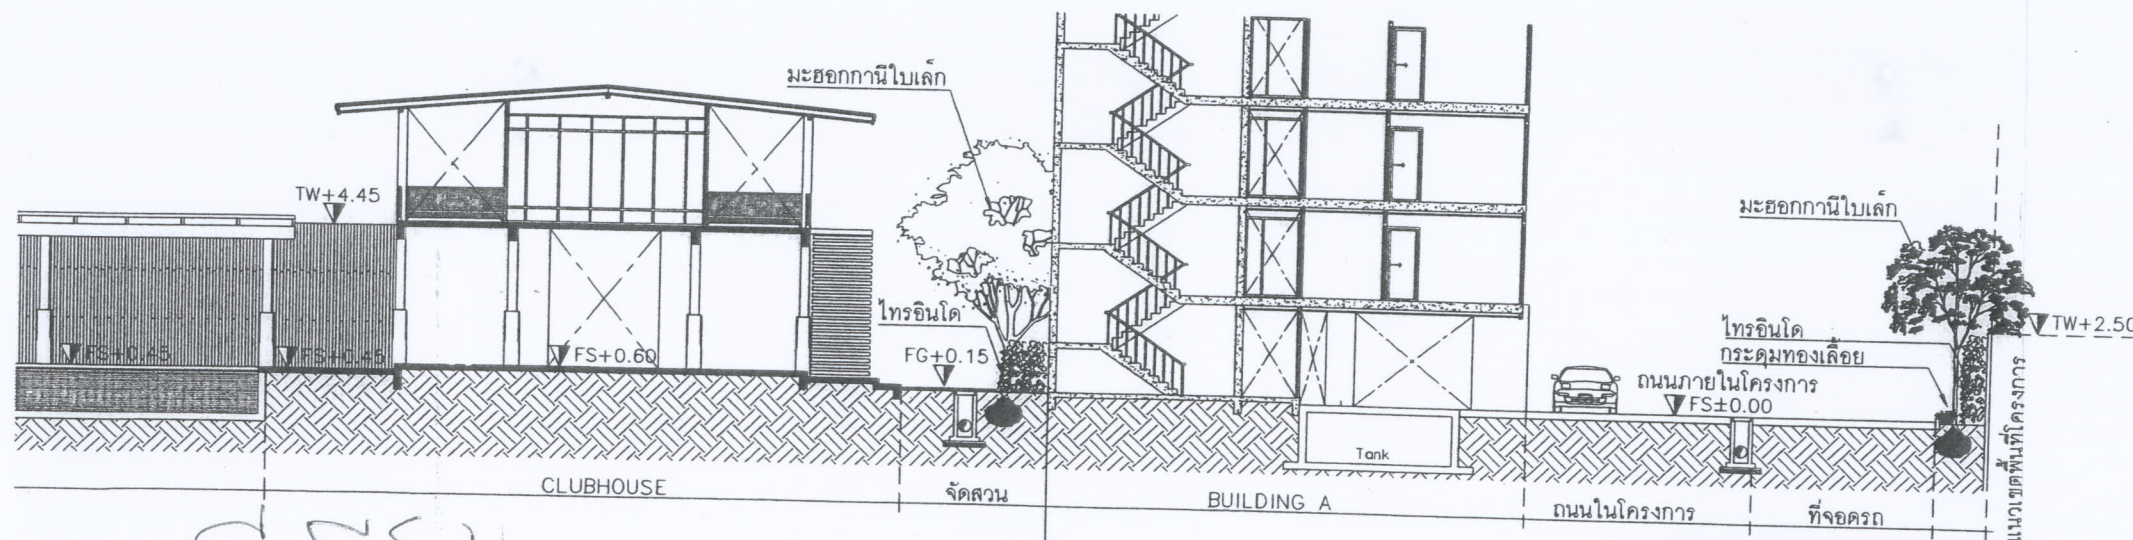 มะฮอกกานีใบเล็ก
TW+4.45
มะฮอกกานีใบเล็ก
ไทรอินโด
TW+2.50
ไทรอินโด
FS+0.45
FS+0.45
FS+0.60
FG+0.15
กระดุมทองเลื้อย
ถนนภายในโครงการ
FS±0.00
Tank
แนวเขตพื้นที่โครงการ
CLUBHOUSE
จัดสวน
BUILDING A
ถนนในโครงการ
ที่จอดรถ